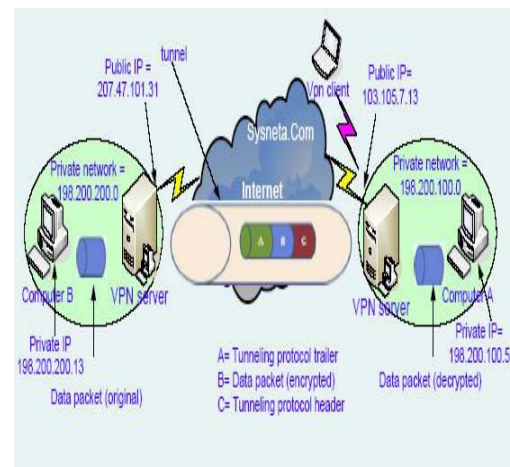 tunnel
Public IP =
207.47.101.31
Vpn client
Public IP=
103.105.7.13
Sysneta.Com
Internet
Private network =
198.200.200.0
Private network =
198.200.100.0
A
B
C
Computer B
VPN server
VPN server
Computer A
Private IP
198.200.200.13
Private IP=
198.200.100.5
Data packet (original)
A= Tunneling protocol trailer
B= Data packet (encrypted)
C= Tunneling protocol header
Data packet (decrypted)